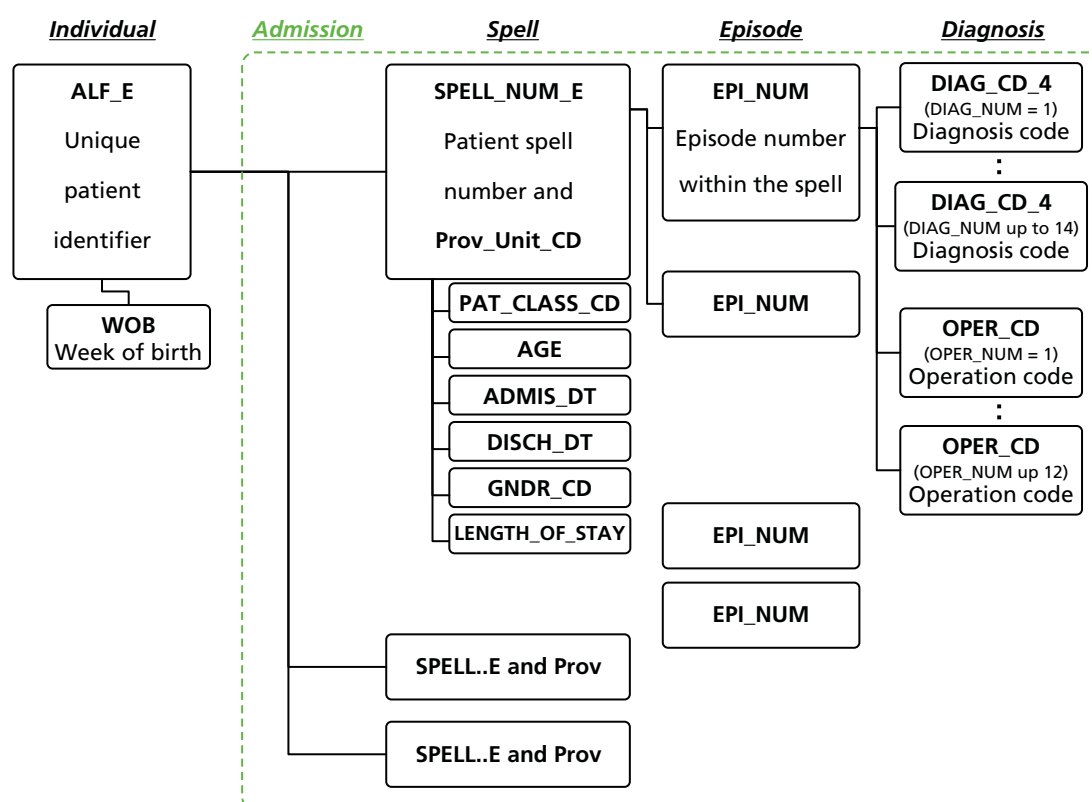 Individual
Admission
Spell
Episode
Diagnosis
ALF_E
Unique
patient
identifier
WOB
Week of birth
SPELL_NUM_E
Patient spell
number and
Prov_Unit_CD
PAT_CLASS_CD
AGE
ADMIS_DT
DISCH_DT
GNDR_CD
LENGTH_OF_STAY
SPELL..E and Prov
SPELL..E and Prov
EPI_NUM
Episode number
within the spell
EPI_NUM
EPI_NUM
EPI_NUM
DIAG_CD_4
(DIAG_NUM = 1)
Diagnosis code
:
DIAG_CD_4
(DIAG_NUM up to 14)
Diagnosis code
OPER_CD
(OPER_NUM = 1)
Operation code
:
OPER_CD
(OPER_NUM up 12)
Operation code